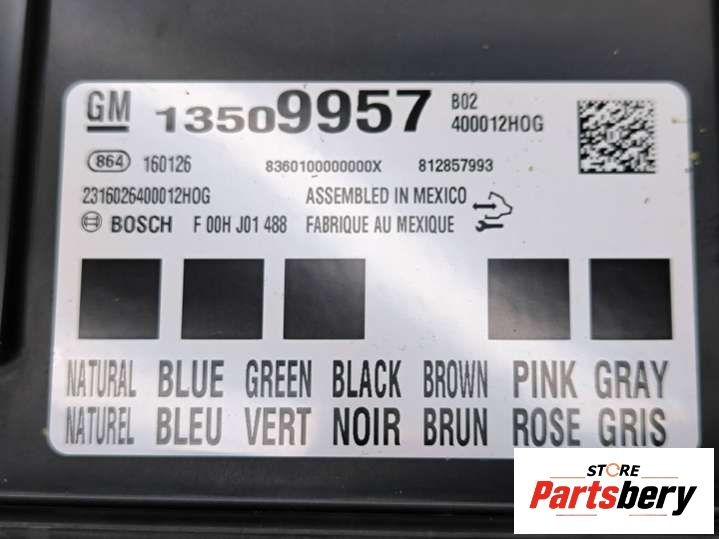 GM 13509957 B02
400012HOG
864 160126 8360100000000X 812857993
2316026400012HOG ASSEMBLED IN MEXICO
BOSCH F 00H J01 488 FABRIQUE AU MEXIQUE
NATURAL BLUE GREEN BLACK BROWN PINK GRAY
NATUREL BLEU VERT NOIR BRUN ROSE GRIS
STORE
Partsbery